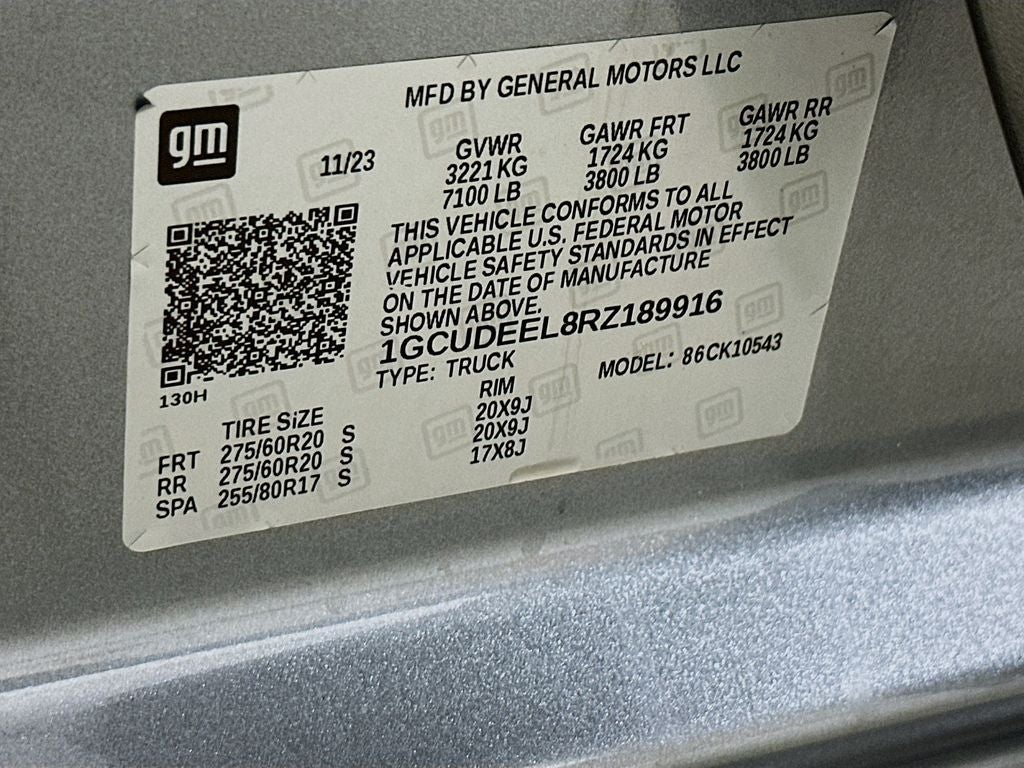 MFD BY GENERAL MOTORS LLC
gm
11/23
GVWR
3221 KG
7100 LB
GAWR FRT
1724 KG
3800 LB
GAWR RR
1724 KG
3800 LB
THIS VEHICLE CONFORMS TO ALL
APPLICABLE U.S. FEDERAL MOTOR
VEHICLE SAFETY STANDARDS IN EFFECT
ON THE DATE OF MANUFACTURE
SHOWN ABOVE.
1GCUDEEL8RZ189916
TYPE: TRUCK
MODEL: 86CK10543
130H
TIRE SiZE RIM
FRT 275/60R20 S 20X9J
RR 275/60R20 S 20X9J
SPA 255/80R17 S 17X8J